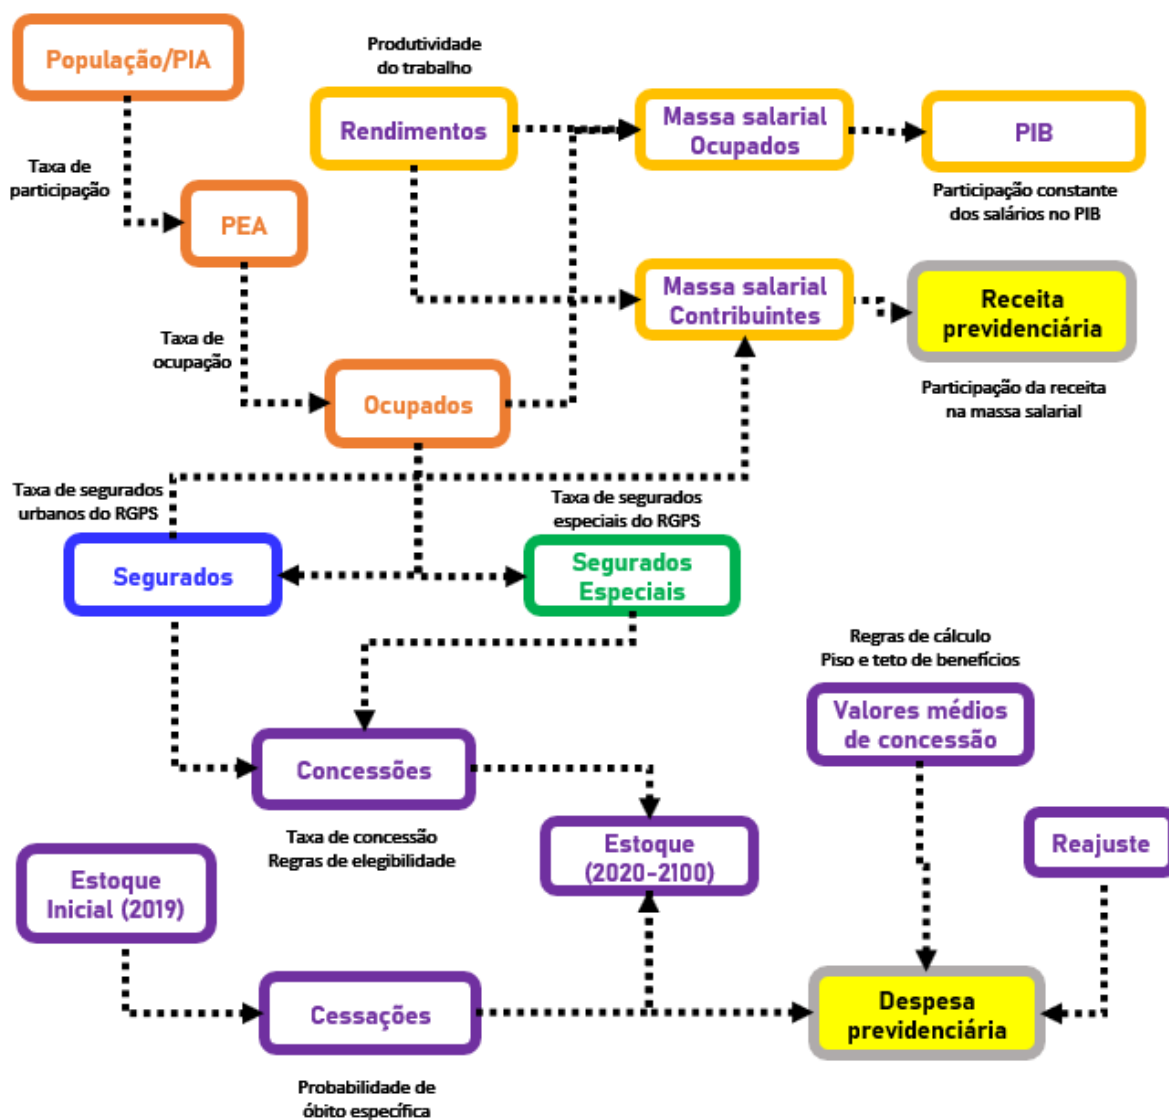 População/PIA
Produtividade
do trabalho
Rendimentos
Massa salarial
Ocupados
PIB
Taxa de
participação
Participação constante
dos salários no PIB
PEA
Massa salarial
Contribuintes
Receita
previdenciária
Taxa de
ocupação
Ocupados
Participação da receita
na massa salarial
Taxa de segurados
urbanos do RGPS
Taxa de segurados
especiais do RGPS
Segurados
Segurados
Especiais
Regras de cálculo
Piso e teto de benefícios
Valores médios
de concessão
Concessões
Taxa de concessão
Regras de elegibilidade
Estoque
(2020-2100)
Reajuste
Estoque
Inicial (2019)
Cessações
Despesa
previdenciária
Probabilidade de
óbito específica